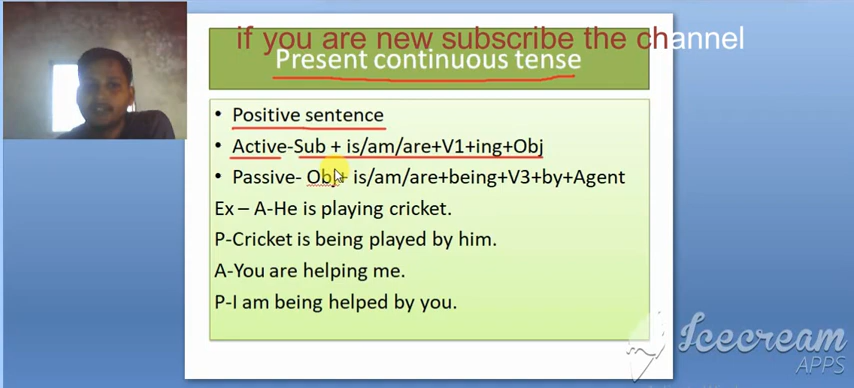 if you are new subscribe the channel
Present continuous tense
• Positive sentence
• Active-Sub + is/am/are+V1+ing+Obj
• Passive- Obj+ is/am/are+being+V3+by+Agent
Ex – A-He is playing cricket.
P-Cricket is being played by him.
A-You are helping me.
P-I am being helped by you.
Icecream
APPS